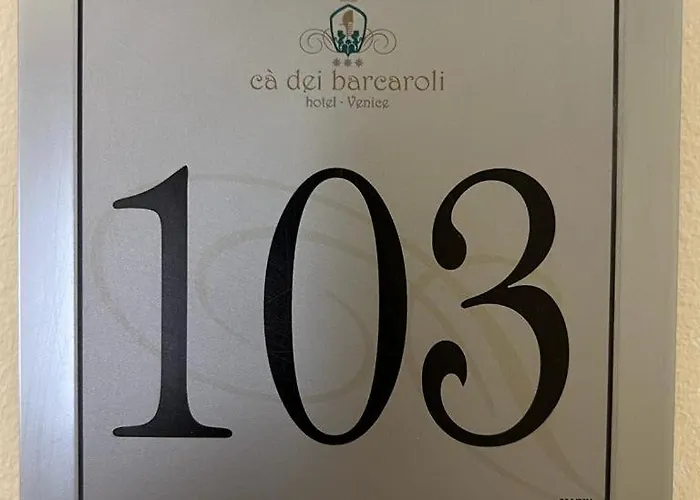 cà dei barcaroli
hotel - Venice
103